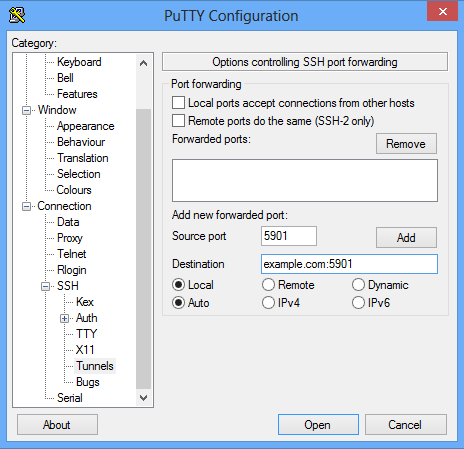 PuTTY Configuration
Category:
Keyboard
Bell
Features
Window
Appearance
Behaviour
Translation
Selection
Colours
Connection
Data
Proxy
Telnet
Rlogin
SSH
Kex
Auth
TTY
X11
Tunnels
Bugs
Serial
Options controlling SSH port forwarding
Port forwarding
Local ports accept connections from other hosts
Remote ports do the same (SSH-2 only)
Forwarded ports:
Remove
Add new forwarded port:
Source port 5901 Add
Destination example.com:5901
Local Remote Dynamic
Auto IPv4 IPv6
About Open Cancel